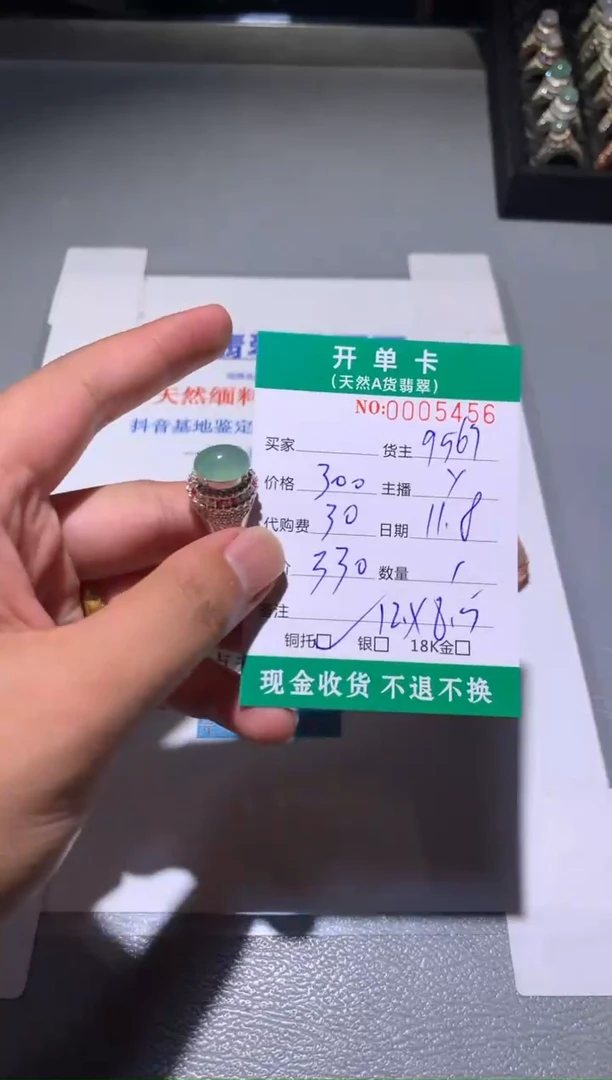 天然缅料
抖音基地鉴定
开单卡
(天然A货翡翠)
NO:0005456
买家 货主 9567
价格 300 主播 Y
代购费 30 日期 11.8
价 330 数量 1
注 12X8.5
铜托☑ 银☐ 18K金☐
现金收货 不退不换